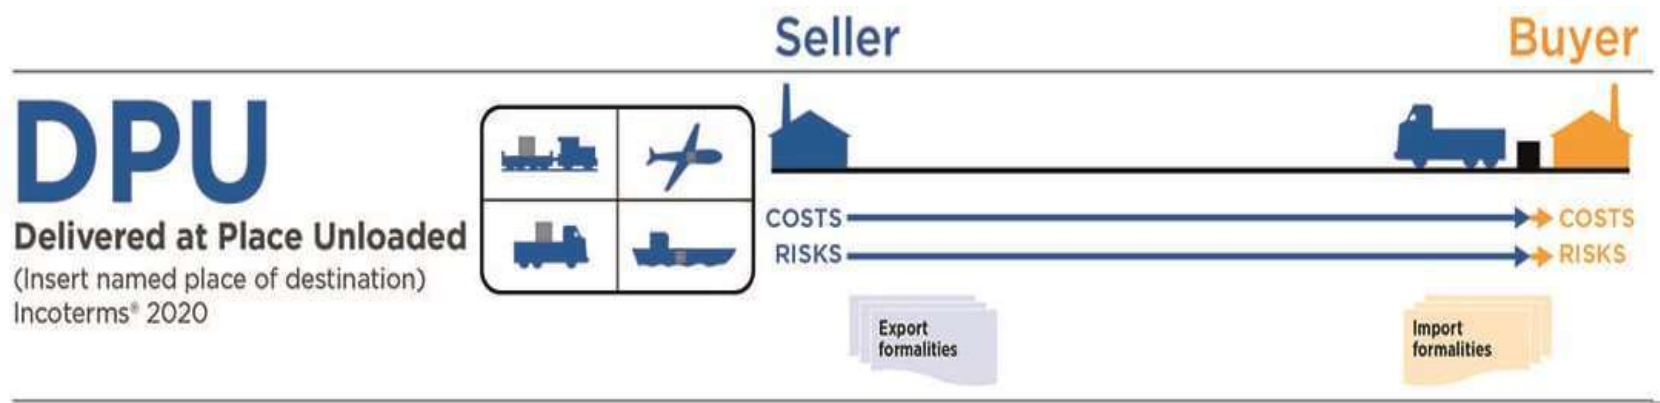 Seller
Buyer
DPU
Delivered at Place Unloaded
(Insert named place of destination)
Incoterms® 2020
COSTS
COSTS
RISKS
RISKS
Export
formalities
Import
formalities